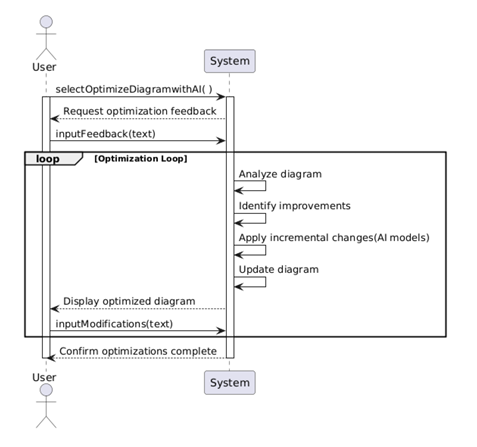 User
System
selectOptimizeDiagramwithAI( )
Request optimization feedback
inputFeedback(text)
loop [Optimization Loop]
Analyze diagram
Identify improvements
Apply incremental changes(AI models)
Update diagram
Display optimized diagram
inputModifications(text)
Confirm optimizations complete
User
System